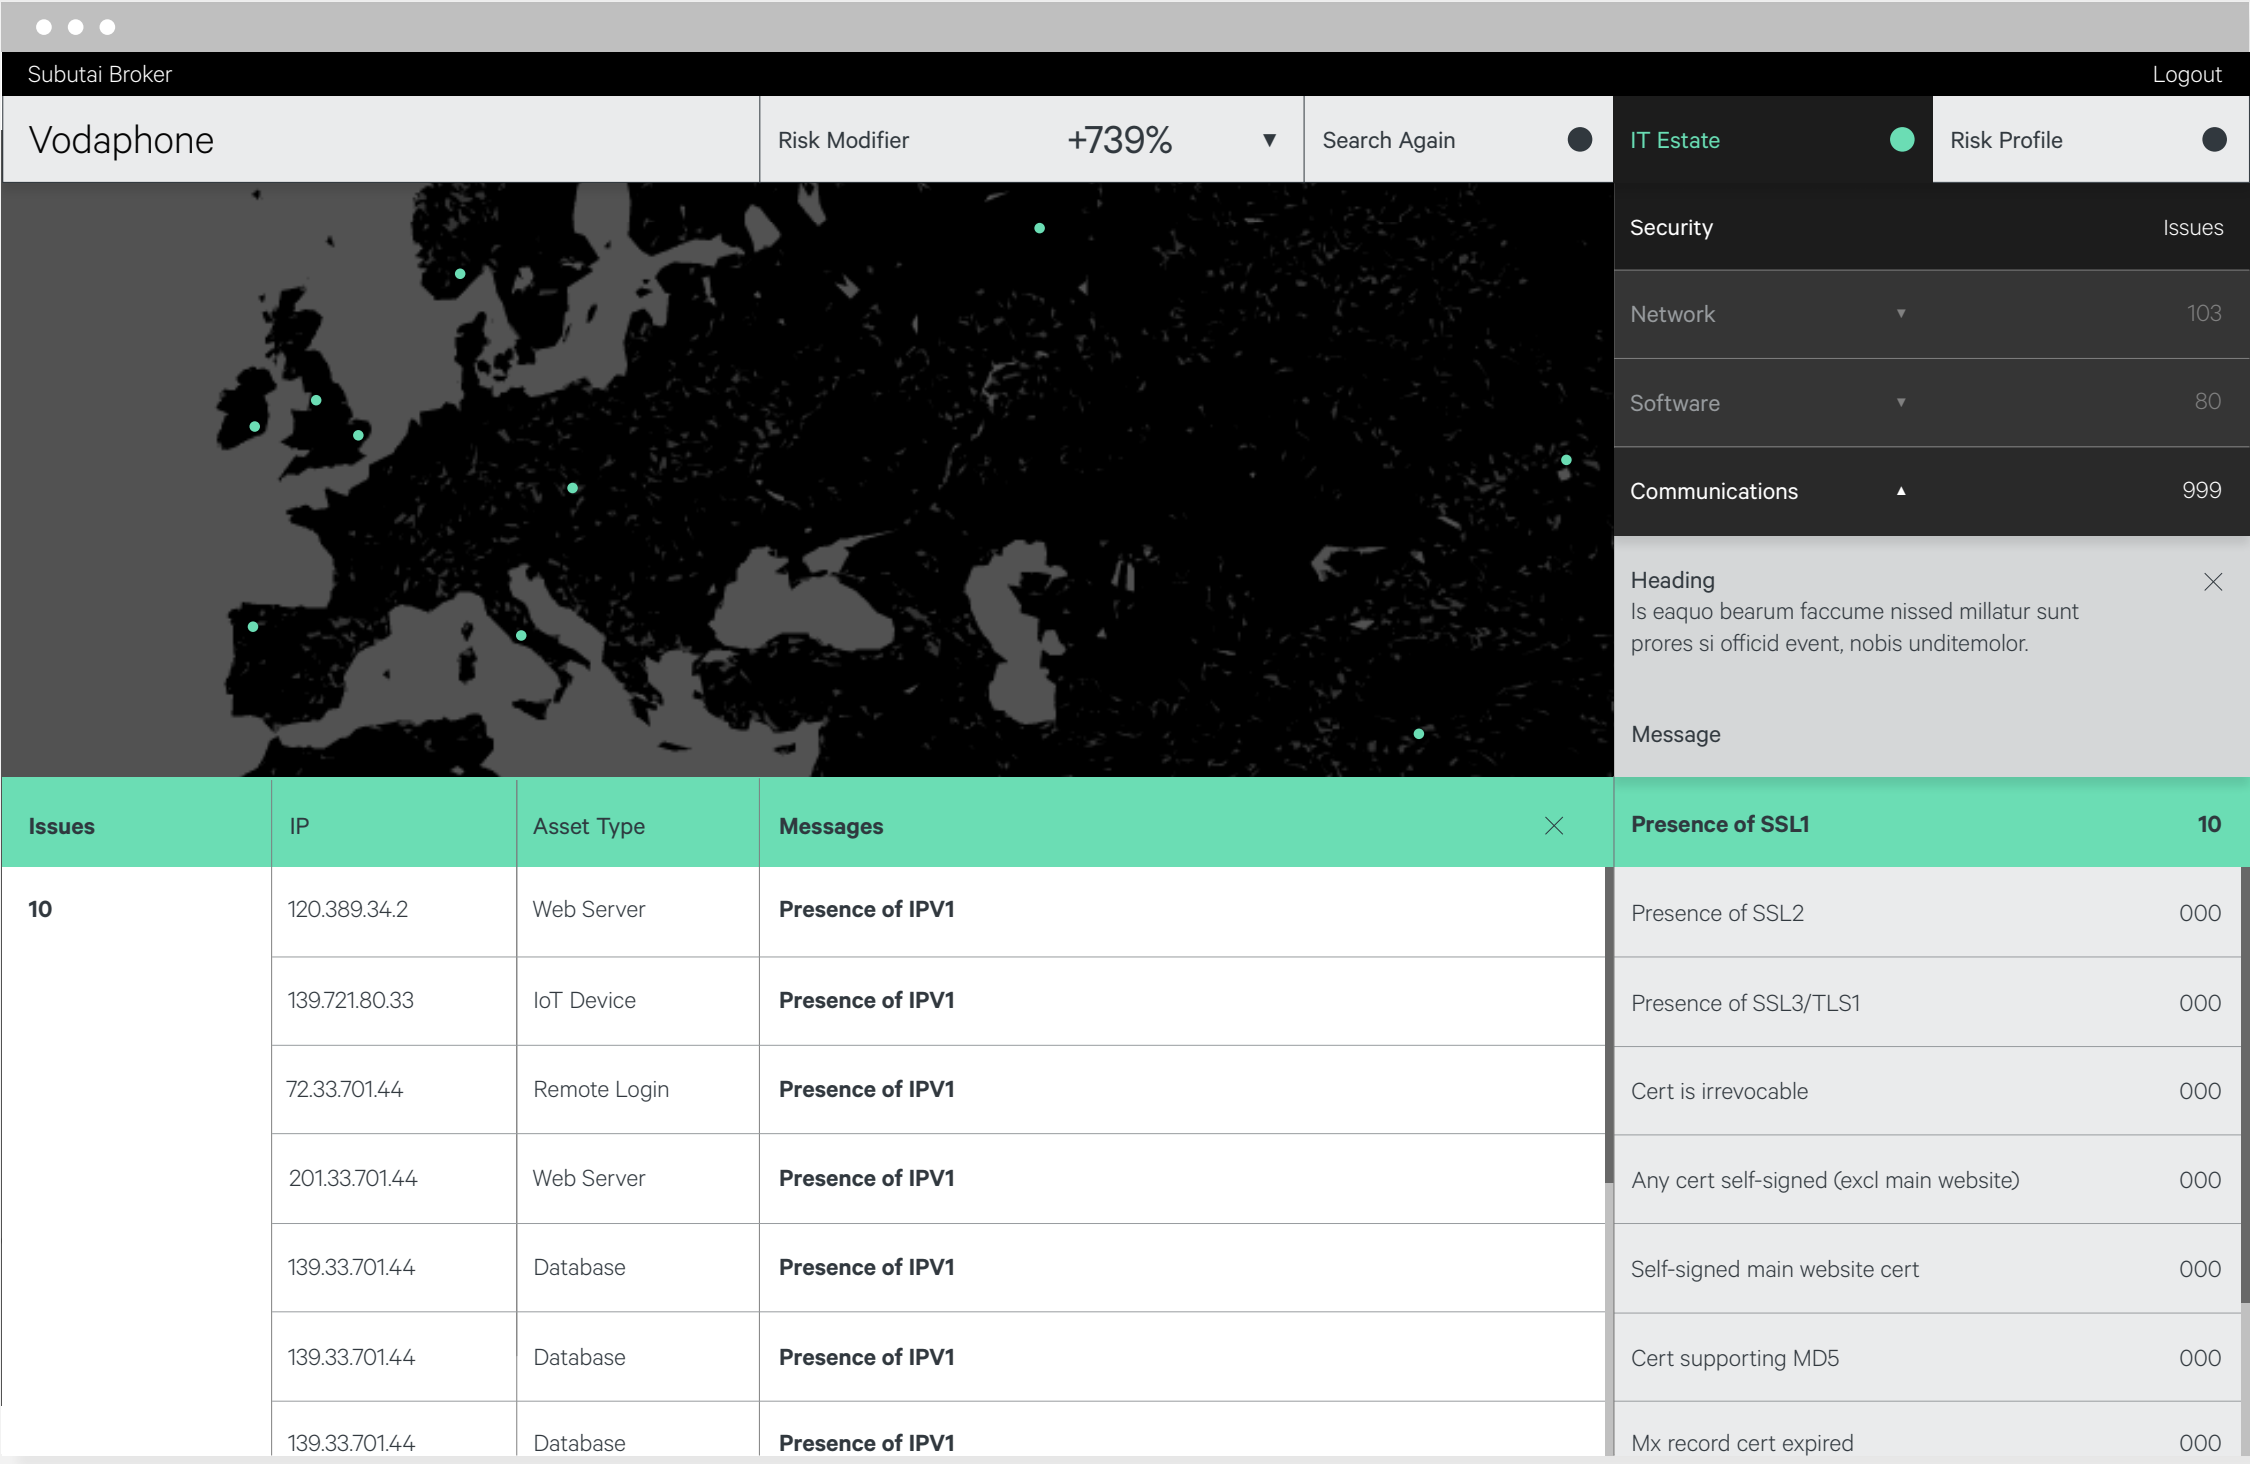 Subutai Broker
Logout
Vodaphone
Risk Modifier
+739%
Search Again
IT Estate
Risk Profile
Security
Issues
Network
103
Software
80
Communications
999
Heading
Is eaquo bearum faccume nissed millatur sunt
prores si officid event, nobis unditemolor.
Message
Issues
IP
Asset Type
Messages
10
120.389.34.2
Web Server
Presence of IPV1
139.721.80.33
IoT Device
Presence of IPV1
72.33.701.44
Remote Login
Presence of IPV1
201.33.701.44
Web Server
Presence of IPV1
139.33.701.44
Database
Presence of IPV1
139.33.701.44
Database
Presence of IPV1
139.33.701.44
Database
Presence of IPV1
Presence of SSL1
10
Presence of SSL2
000
Presence of SSL3/TLS1
000
Cert is irrevocable
000
Any cert self-signed (excl main website)
000
Self-signed main website cert
000
Cert supporting MD5
000
Mx record cert expired
000